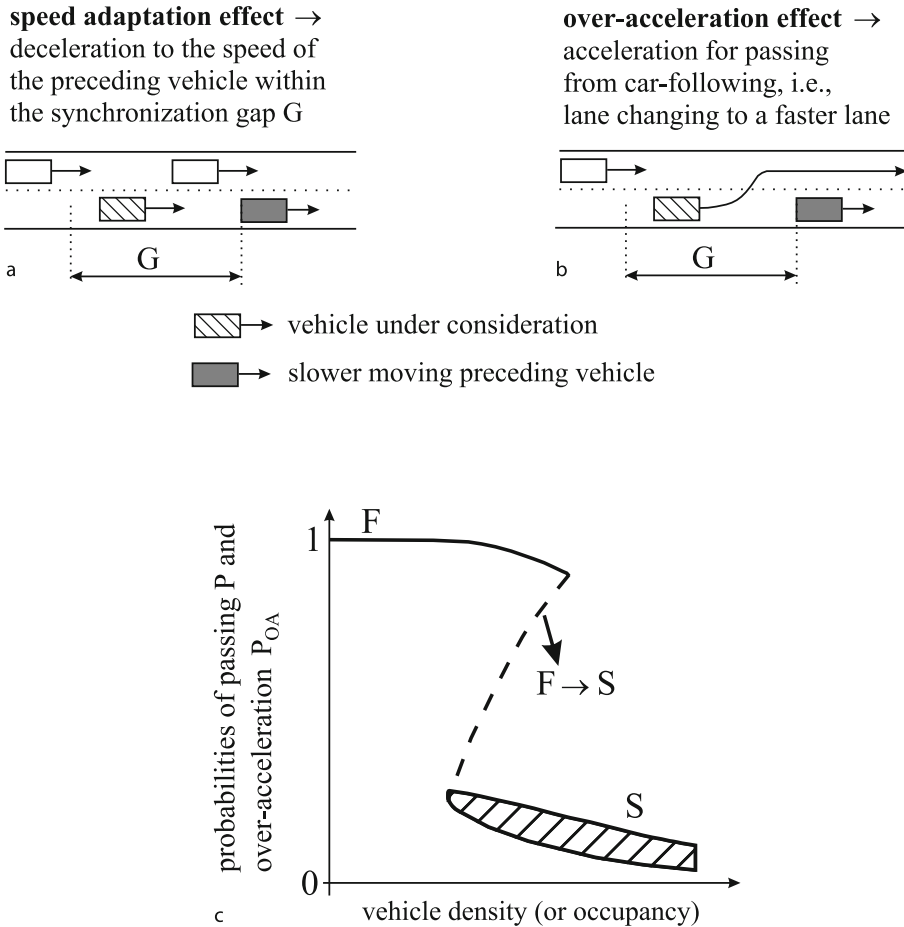 speed adaptation effect →
deceleration to the speed of
the preceding vehicle within
the synchronization gap G
G
a
over-acceleration effect →
acceleration for passing
from car-following, i.e.,
lane changing to a faster lane
G
b
vehicle under consideration
slower moving preceding vehicle
probabilities of passing P and
over-acceleration P_OA
1
F
F → S
S
0
vehicle density (or occupancy)
c